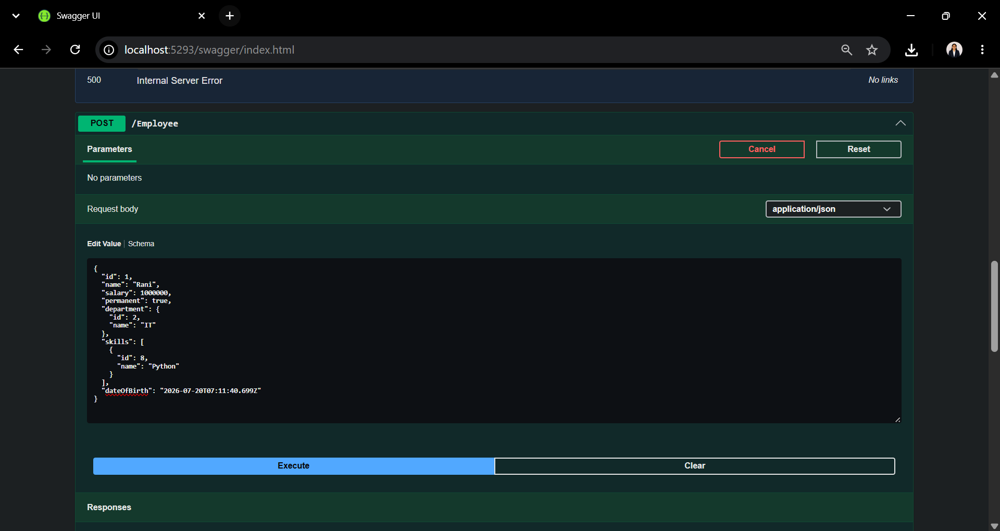 Swagger UI
localhost:5293/swagger/index.html
500 Internal Server Error No links
POST /Employee
Parameters Cancel Reset
No parameters
Request body application/json
Edit Value | Schema
{
  "id": 1,
  "name": "Rani",
  "salary": 1000000,
  "permanent": true,
  "department": {
    "id": 2,
    "name": "IT"
  },
  "skills": [
    {
      "id": 8,
      "name": "Python"
    }
  ],
  "dateOfBirth": "2026-07-20T07:11:40.699Z"
}
Execute Clear
Responses